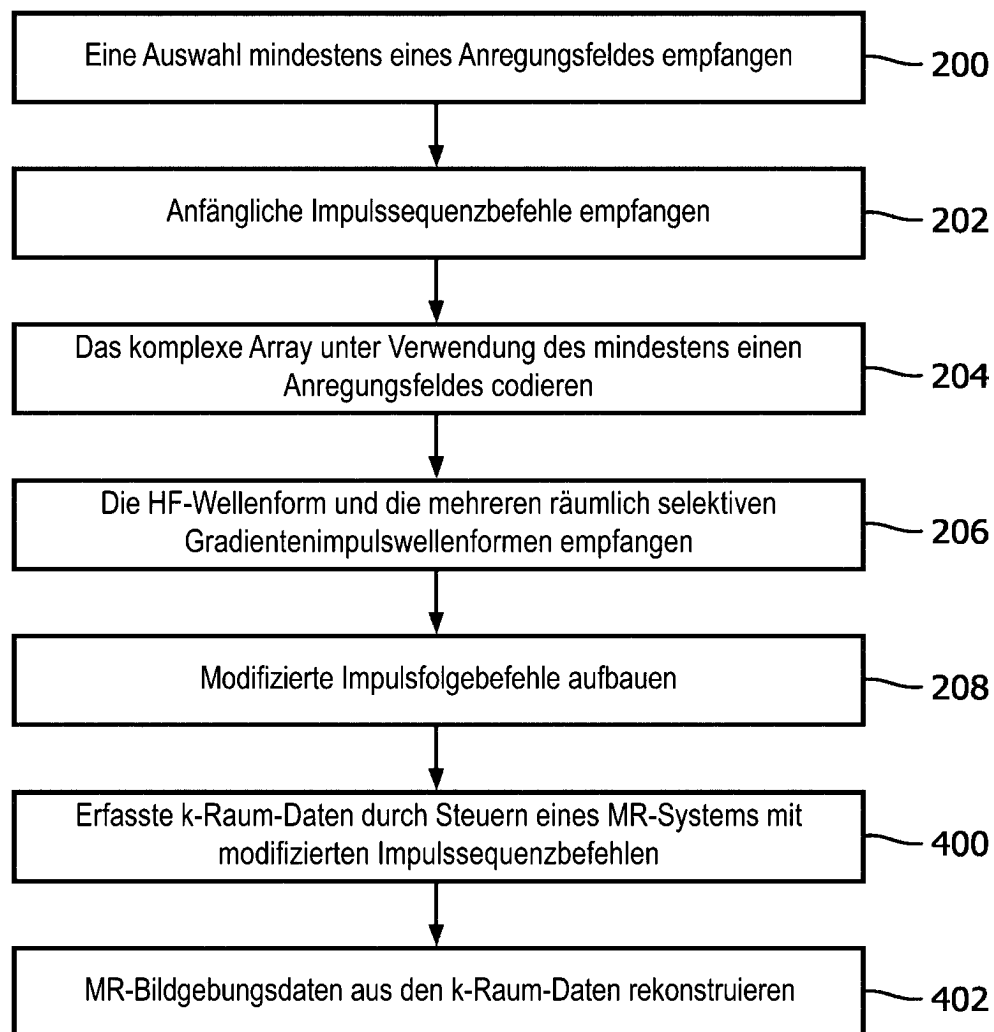 Eine Auswahl mindestens eines Anregungsfeldes empfangen
200
Anfängliche Impulssequenzbefehle empfangen
202
Das komplexe Array unter Verwendung des mindestens einen
Anregungsfeldes codieren
204
Die HF-Wellenform und die mehreren räumlich selektiven
Gradientenimpulswellenformen empfangen
206
Modifizierte Impulsfolgebefehle aufbauen
208
Erfasste k-Raum-Daten durch Steuern eines MR-Systems mit
modifizierten Impulssequenzbefehlen
400
MR-Bildgebungsdaten aus den k-Raum-Daten rekonstruieren
402